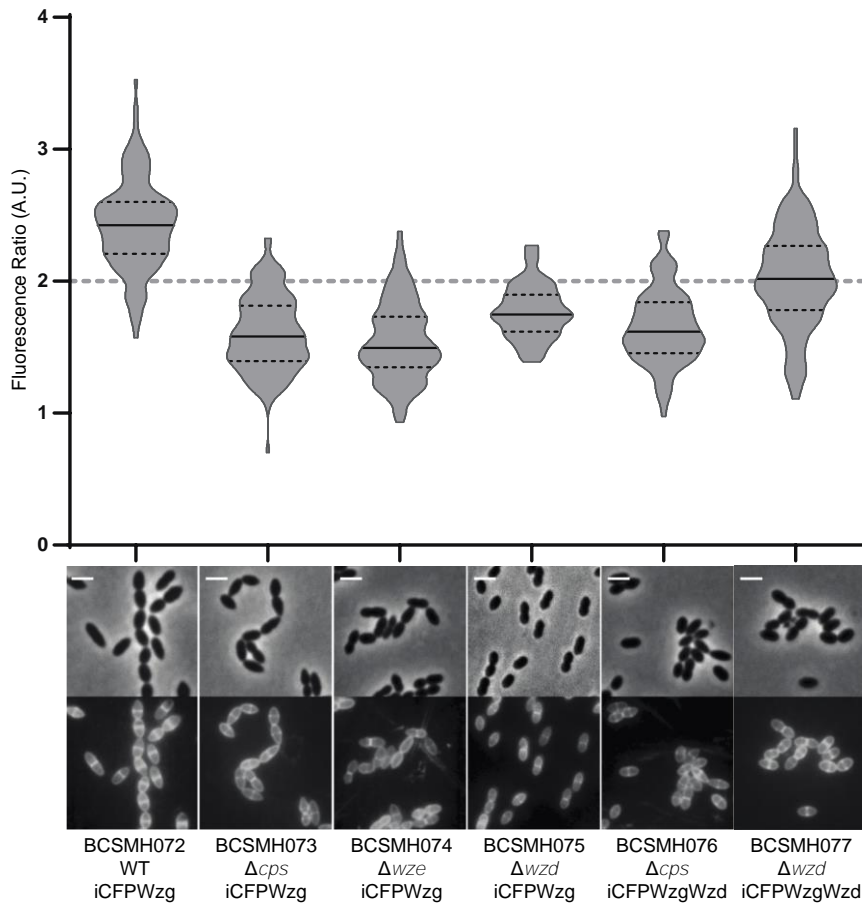 4
3
2
1
0
Fluorescence Ratio (A.U.)
BCSMH072 BCSMH073 BCSMH074 BCSMH075 BCSMH076 BCSMH077
WT Δcps Δwze Δwzd Δcps Δwzd
iCFPWzg iCFPWzg iCFPWzg iCFPWzg iCFPWzgWzd iCFPWzgWzd